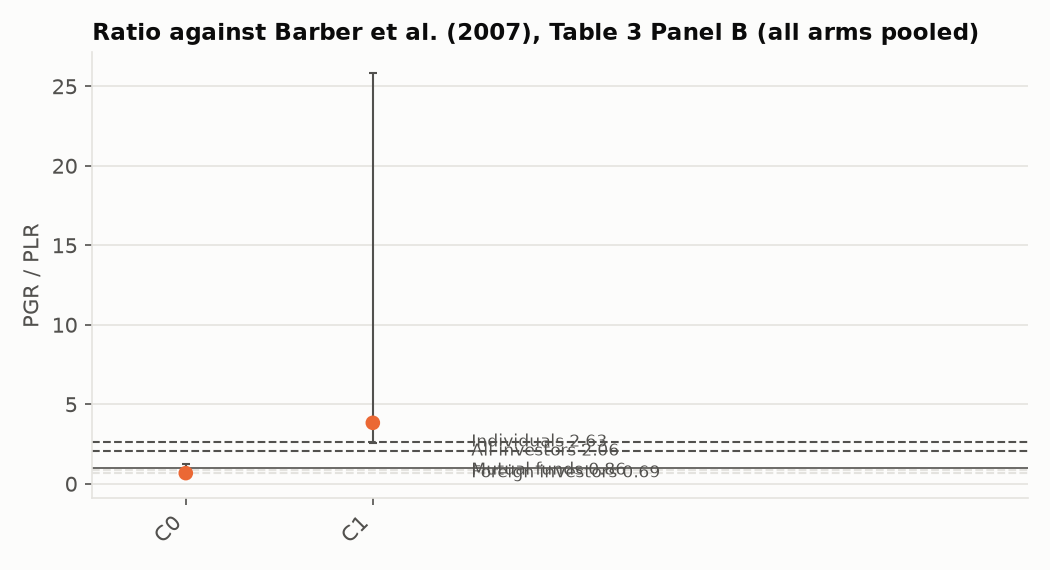 Ratio against Barber et al. (2007), Table 3 Panel B (all arms pooled)
PGR / PLR
25
20
15
10
5
0
Individuals 2.63
All investors 2.06
Mutual funds 0.86
Foreign investors 0.69
C0
C1